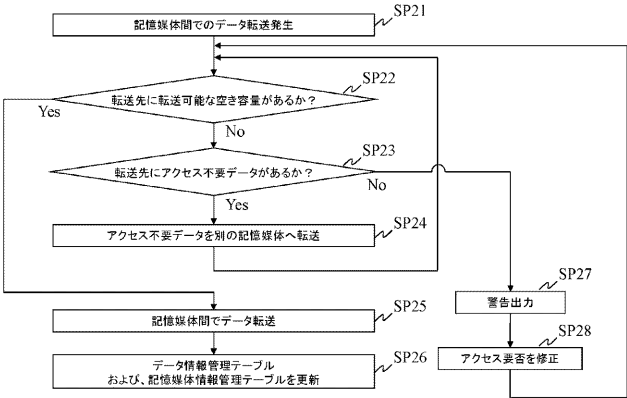 SP21
記憶媒体間でのデータ転送発生
SP22
転送先に転送可能な空き容量があるか?
Yes
No
SP23
転送先にアクセス不要データがあるか?
No
Yes
SP24
アクセス不要データを別の記憶媒体へ転送
SP25
記憶媒体間でデータ転送
SP26
データ情報管理テーブル
および、記憶媒体情報管理テーブルを更新
SP27
警告出力
SP28
アクセス要否を修正